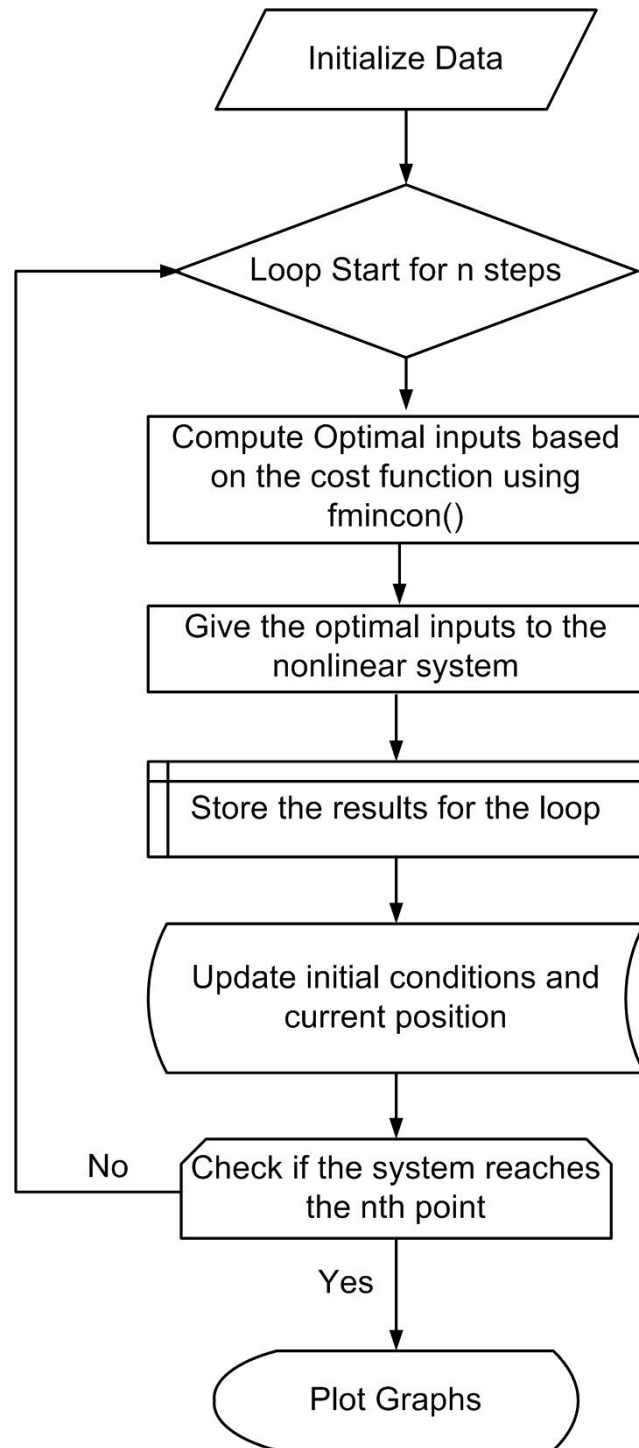 Initialize Data
Loop Start for n steps
Compute Optimal inputs based
on the cost function using
fmincon()
Give the optimal inputs to the
nonlinear system
Store the results for the loop
Update initial conditions and
current position
No
Check if the system reaches
the nth point
Yes
Plot Graphs